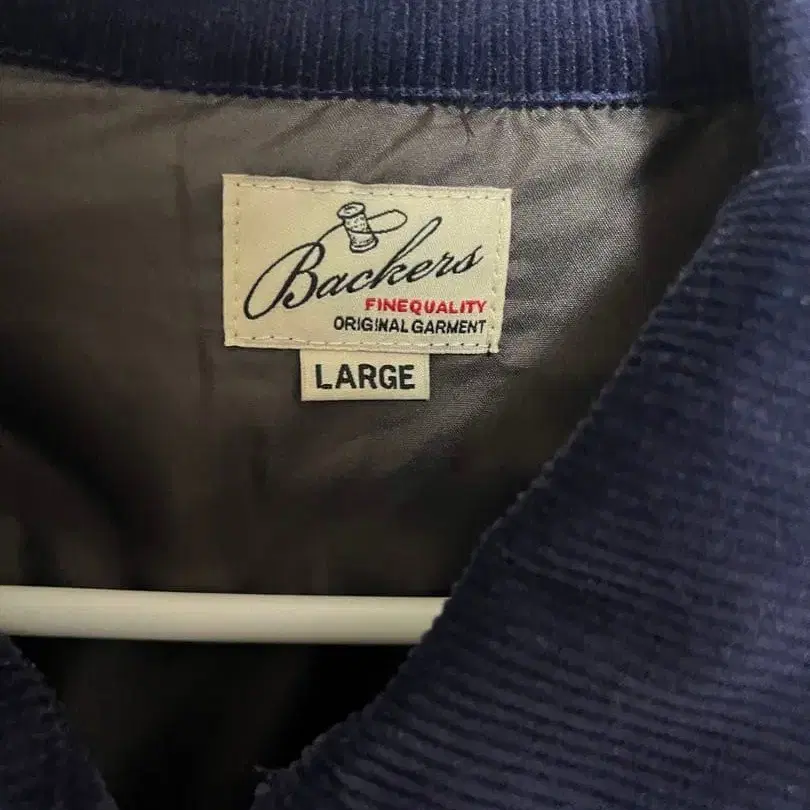 Backers
FINEQUALITY
ORIGINAL GARMENT
LARGE